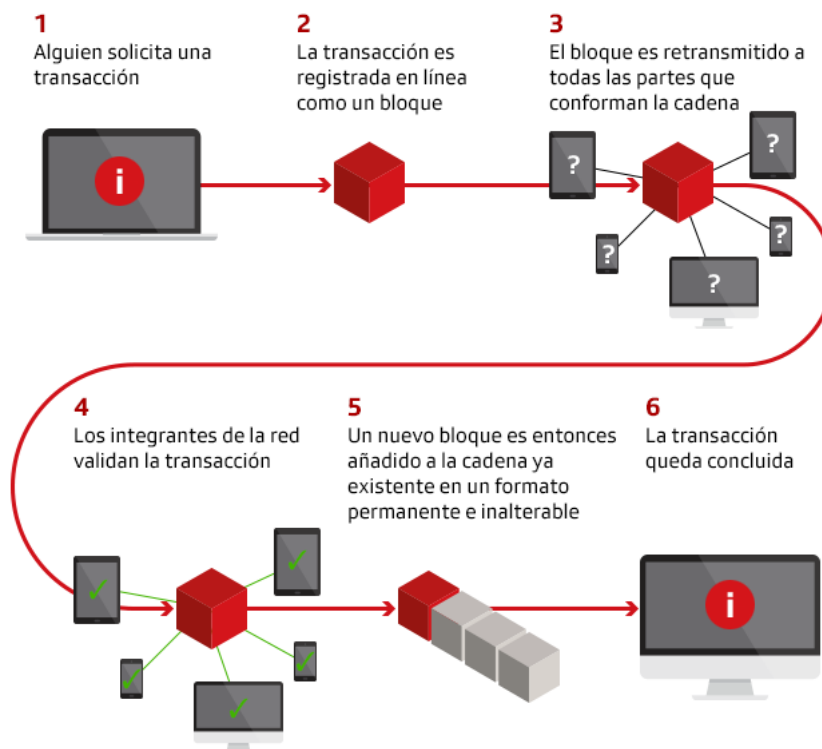 1
Alguien solicita una
transacción
2
La transacción es
registrada en línea
como un bloque
3
El bloque es retransmitido a
todas las partes que
conforman la cadena
i
?
?
?
?
?
4
Los integrantes de la red
validan la transacción
5
Un nuevo bloque es entonces
añadido a la cadena ya
existente en un formato
permanente e inalterable
6
La transacción
queda concluida
i